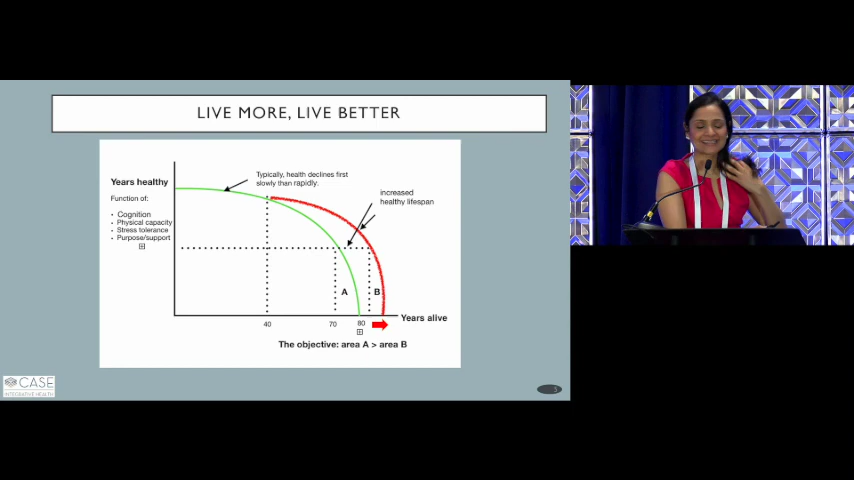 LIVE MORE, LIVE BETTER
Years healthy
Function of:
• Cognition
• Physical capacity
• Stress tolerance
• Purpose/support
Typically, health declines first
slowly than rapidly.
increased
healthy lifespan
A
B
40
70
80
Years alive
The objective: area A > area B
CASE
INTEGRATIVE HEALTH
3